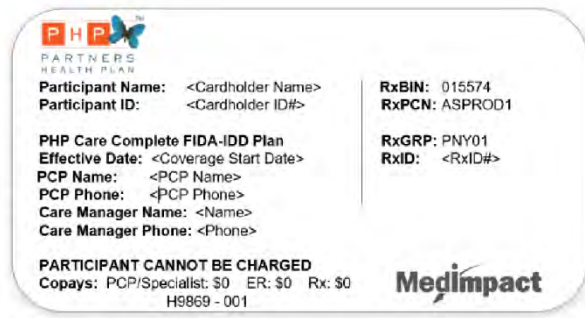 PHP™
PARTNERS
HEALTH PLAN
Participant Name: <Cardholder Name>
Participant ID: <Cardholder ID#>
PHP Care Complete FIDA-IDD Plan
Effective Date: <Coverage Start Date>
PCP Name: <PCP Name>
PCP Phone: <PCP Phone>
Care Manager Name: <Name>
Care Manager Phone: <Phone>
PARTICIPANT CANNOT BE CHARGED
Copays: PCP/Specialist: $0 ER: $0 Rx: $0
H9869 - 001
RxBIN: 015574
RxPCN: ASPROD1
RxGRP: PNY01
RxID: <RxID#>
Medimpact